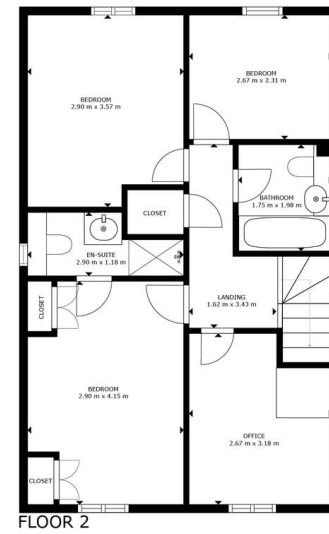 BEDROOM
2.90 m x 3.57 m
BEDROOM
2.67 m x 2.31 m
BATHROOM
1.75 m x 1.98 m
CLOSET
EN-SUITE
2.90 m x 1.18 m
CLOSET
LANDING
1.62 m x 3.43 m
BEDROOM
2.90 m x 4.15 m
OFFICE
2.67 m x 3.18 m
CLOSET
FLOOR 2